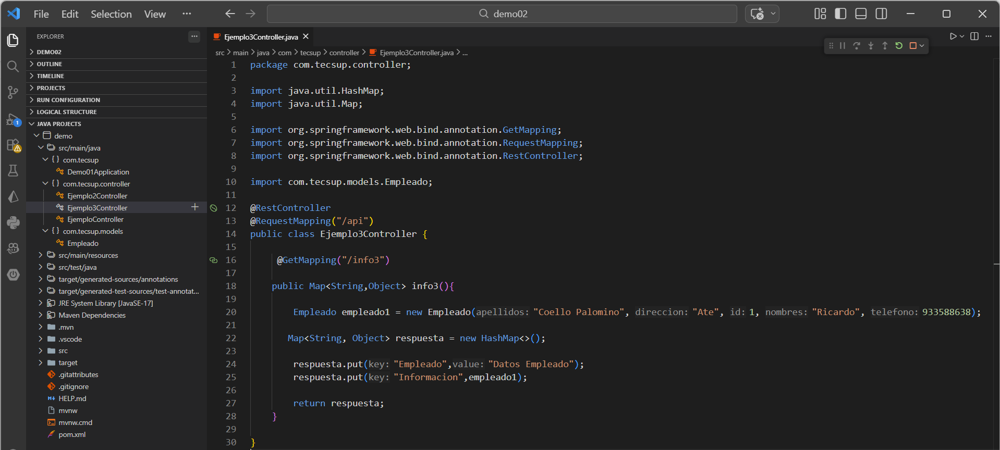 File Edit Selection View ··· demo02
EXPLORER
DEMO02
OUTLINE
TIMELINE
PROJECTS
RUN CONFIGURATION
LOGICAL STRUCTURE
JAVA PROJECTS
demo
src/main/java
{ } com.tecsup
Demo01Application
{ } com.tecsup.controller
Ejemplo2Controller
Ejemplo3Controller
EjemploController
{ } com.tecsup.models
Empleado
src/main/resources
src/test/java
target/generated-sources/annotations
target/generated-test-sources/test-annotat...
JRE System Library [JavaSE-17]
Maven Dependencies
.mvn
.vscode
src
target
.gitattributes
.gitignore
HELP.md
mvnw
mvnw.cmd
pom.xml
1
Ejemplo3Controller.java
src > main > java > com > tecsup > controller > Ejemplo3Controller.java > ...
1 package com.tecsup.controller;
2
3 import java.util.HashMap;
4 import java.util.Map;
5
6 import org.springframework.web.bind.annotation.GetMapping;
7 import org.springframework.web.bind.annotation.RequestMapping;
8 import org.springframework.web.bind.annotation.RestController;
9
10 import com.tecsup.models.Empleado;
11
12 @RestController
13 @RequestMapping("/api")
14 public class Ejemplo3Controller {
15
16 @GetMapping("/info3")
17
18 public Map<String,Object> info3(){
19
20 Empleado empleado1 = new Empleado(apellidos: "Coello Palomino", direccion: "Ate", id: 1, nombres: "Ricardo", telefono: 933588638);
21
22 Map<String, Object> respuesta = new HashMap<>();
23
24 respuesta.put(key: "Empleado",value: "Datos Empleado");
25 respuesta.put(key: "Informacion",empleado1);
26
27 return respuesta;
28 }
29
30 }